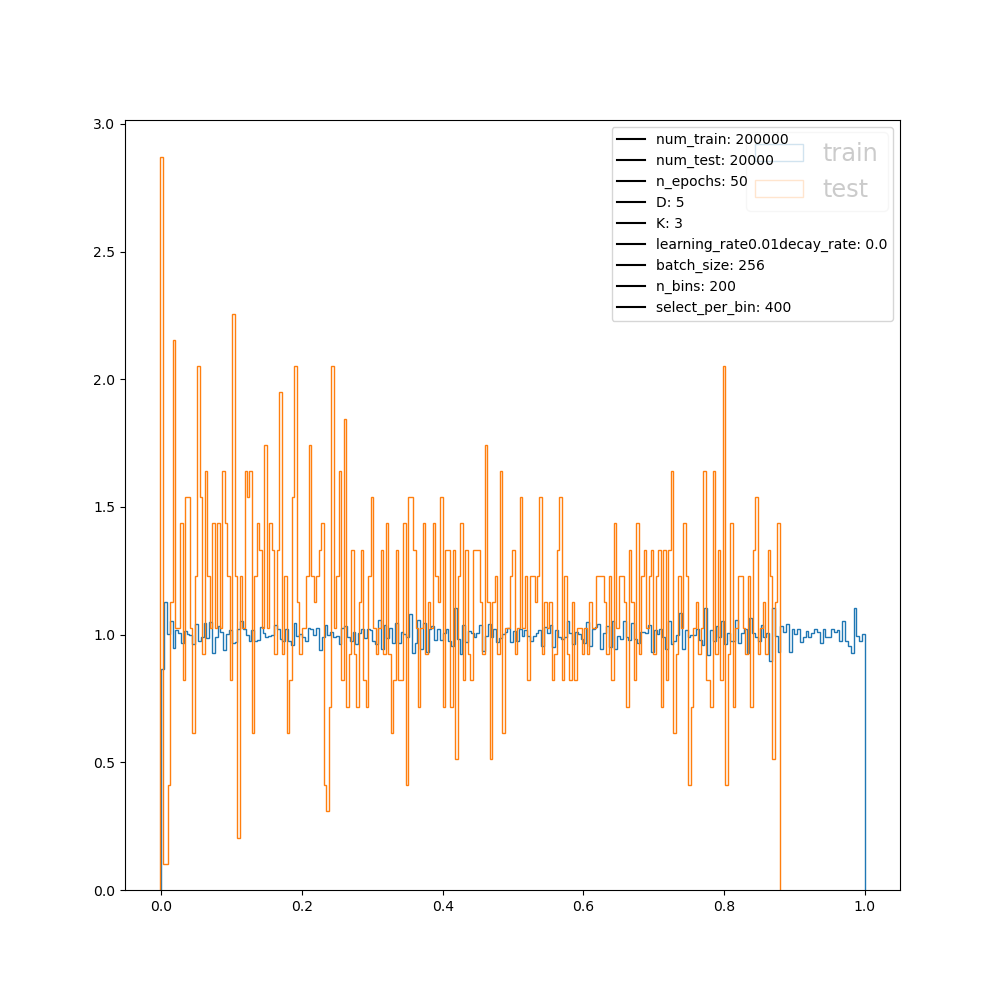 3.0
2.5
2.0
1.5
1.0
0.5
0.0
num_train: 200000
num_test: 20000
n_epochs: 50
D: 5
K: 3
learning_rate0.01decay_rate: 0.0
batch_size: 256
n_bins: 200
select_per_bin: 400
train
test
0.0 0.2 0.4 0.6 0.8 1.0